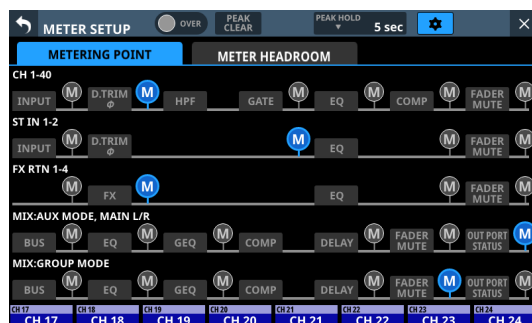 METER SETUP OVER PEAK CLEAR PEAK HOLD ▼ 5 sec ×
METERING POINT METER HEADROOM
CH 1-40
INPUT M D.TRIM Φ M HPF GATE M EQ M COMP M FADER MUTE M
ST IN 1-2
INPUT M D.TRIM Φ M EQ M FADER MUTE M
FX RTN 1-4
M FX M EQ M FADER MUTE M
MIX:AUX MODE, MAIN L/R
BUS M EQ M GEQ M COMP DELAY M FADER MUTE M OUT PORT STATUS M
MIX:GROUP MODE
BUS M EQ M GEQ M COMP DELAY M FADER MUTE M OUT PORT STATUS M
CH 17 CH 18 CH 19 CH 20 CH 21 CH 22 CH 23 CH 24
CH 17 CH 18 CH 19 CH 20 CH 21 CH 22 CH 23 CH 24